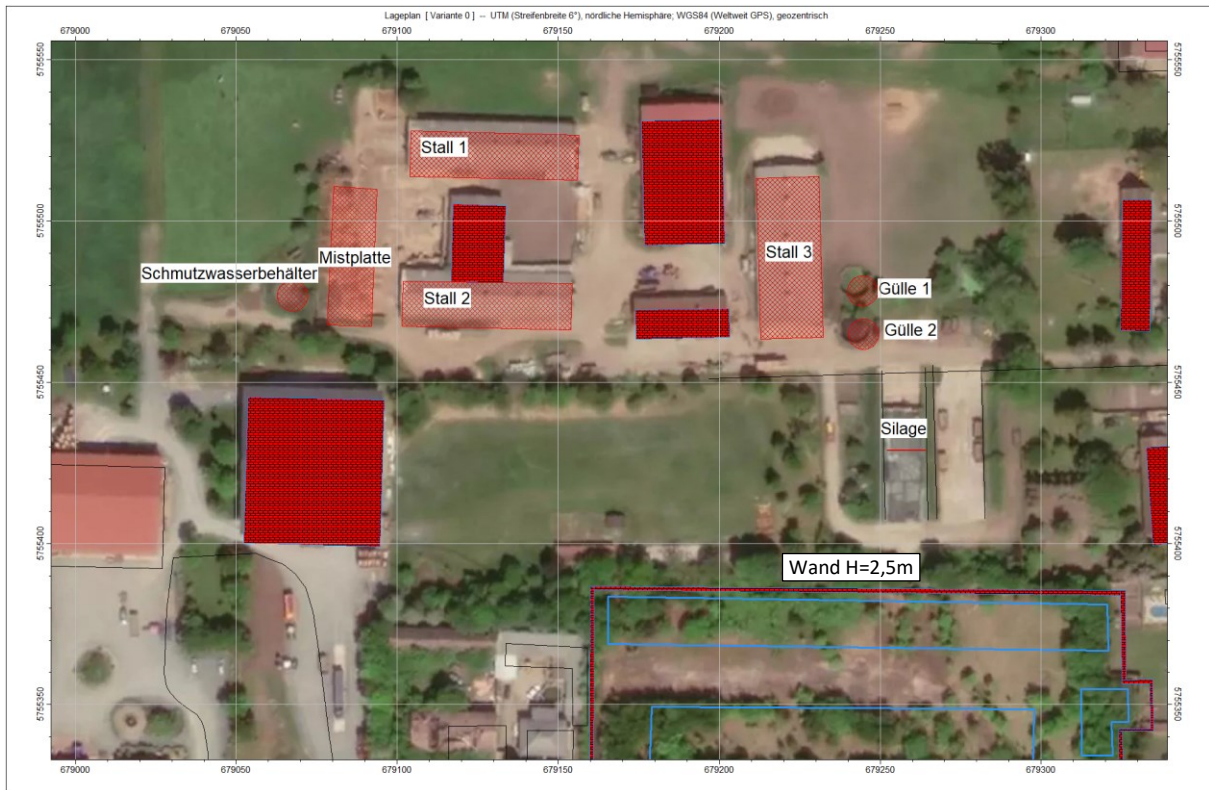 Lageplan [ Variante 0 ] -- UTM (Streifenbreite 6°), nördliche Hemisphäre; WGS84 (Weltweit GPS), geozentrisch
679000 679050 679100 679150 679200 679250 679300
5755550 5755550
Stall 1
5755500 5755500
Mistplatte
Stall 3
Schmutzwasserbehälter
Stall 2
Gülle 1
Gülle 2
5755450 5755450
Silage
5755400 5755400
Wand H=2,5m
5755350 5755350
679000 679050 679100 679150 679200 679250 679300